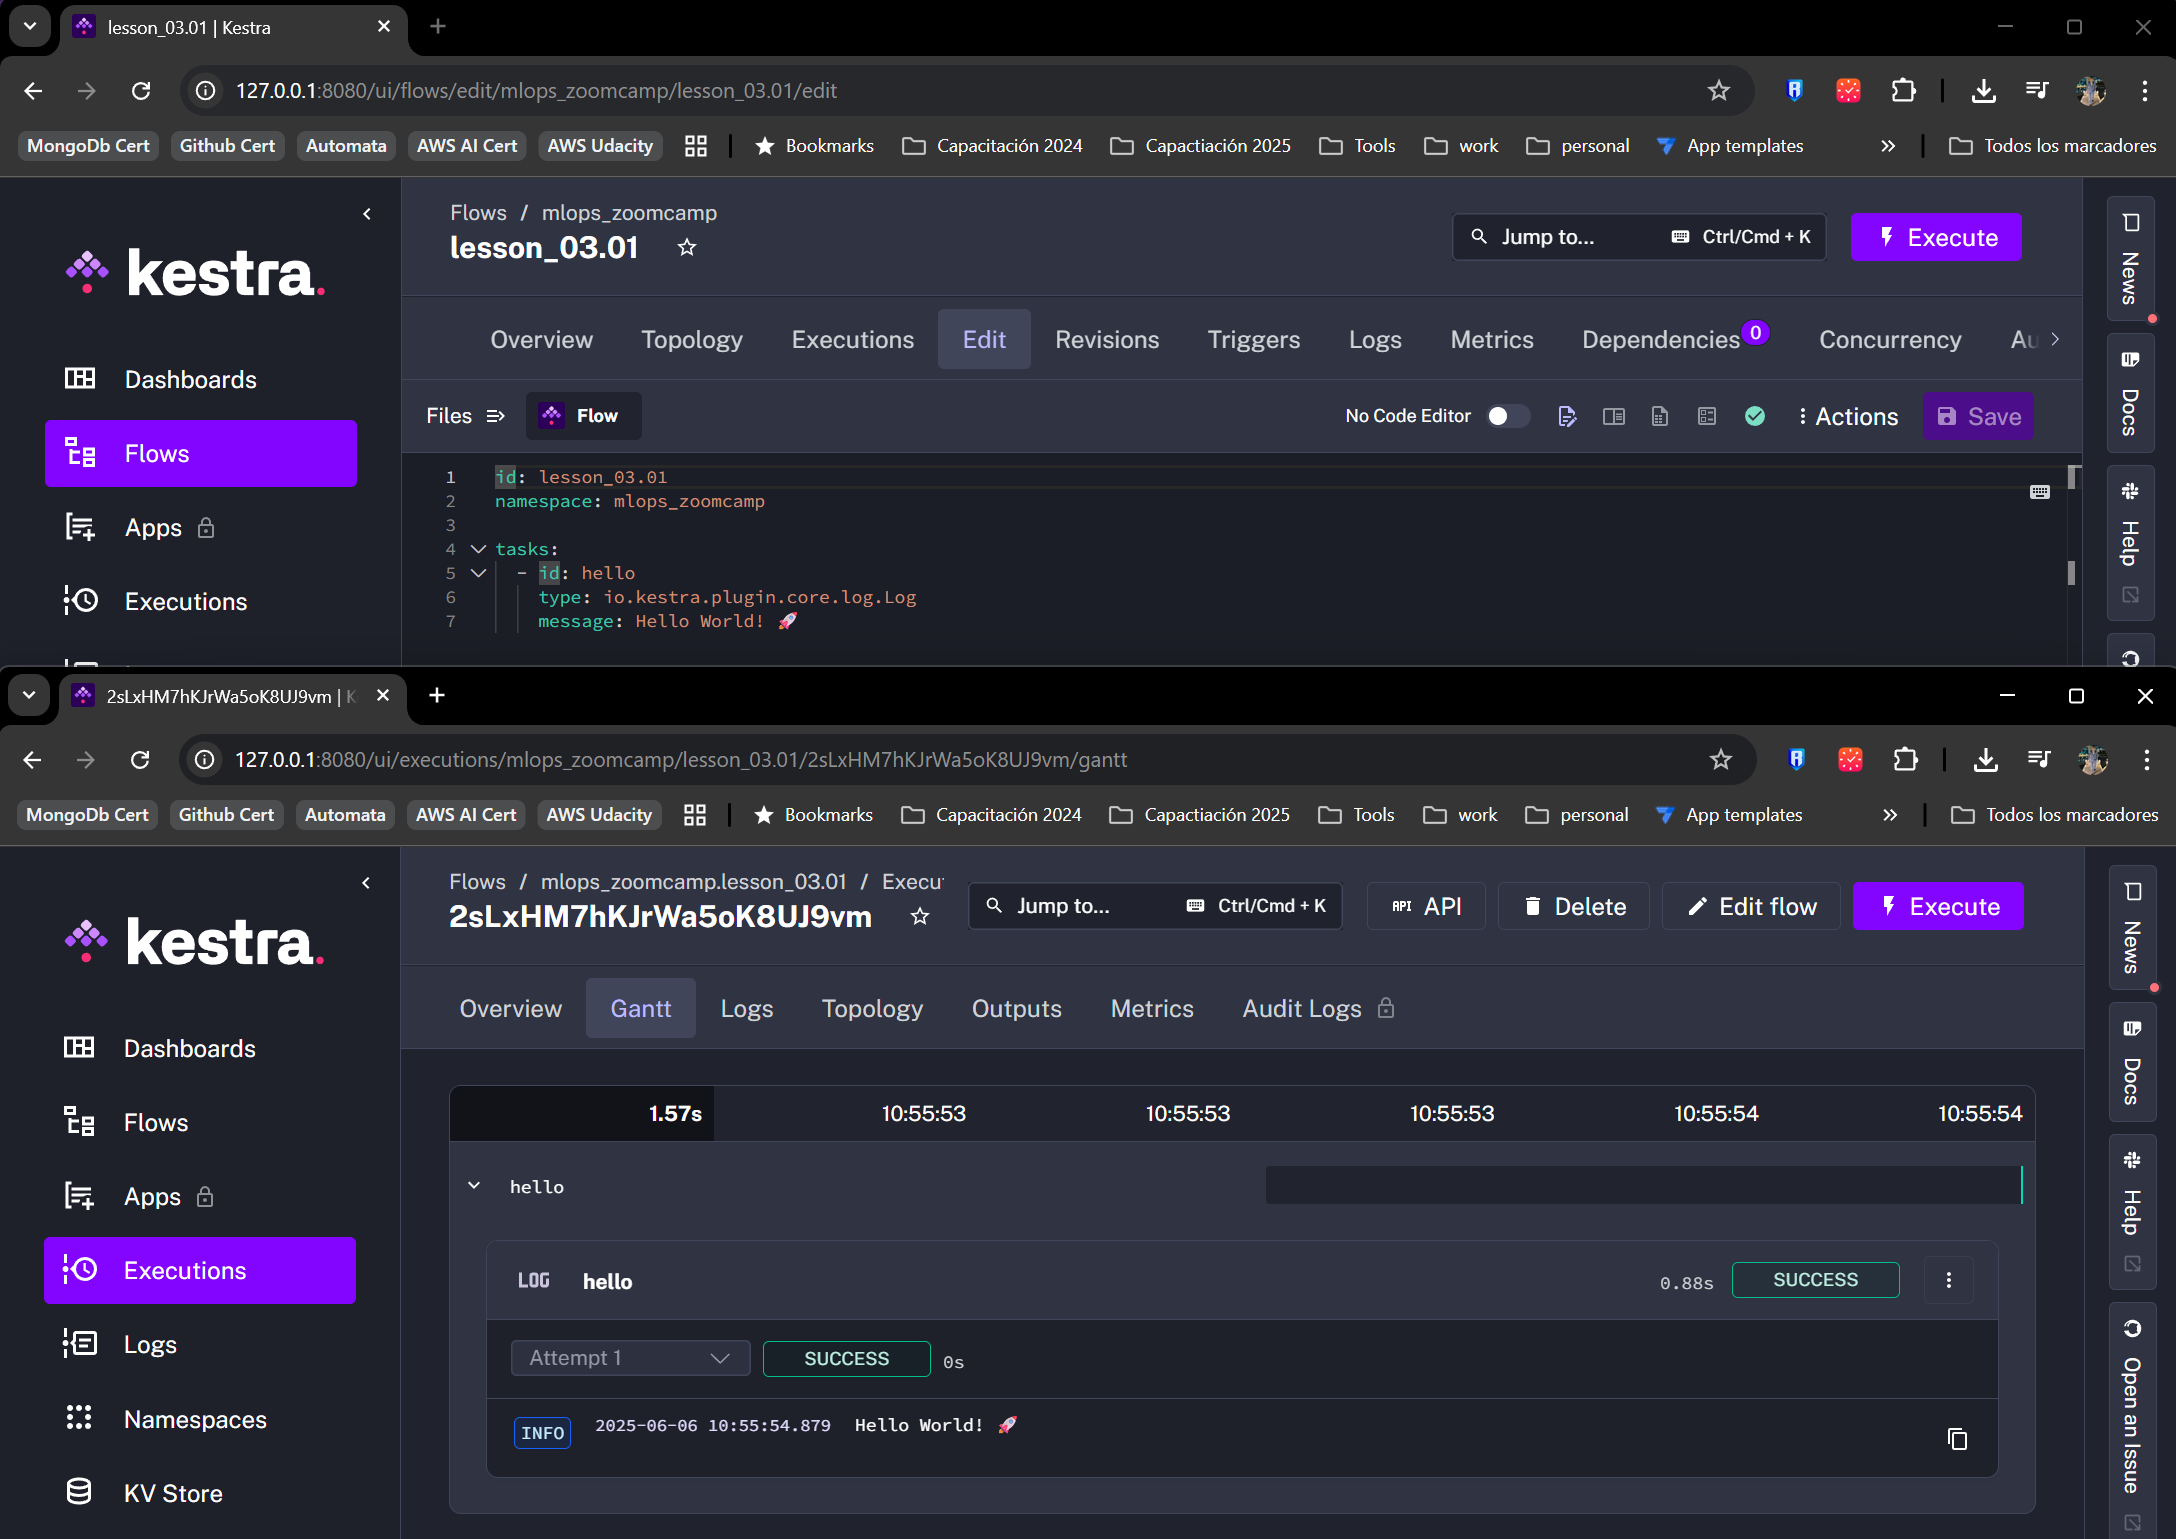 lesson_03.01 | Kestra
127.0.0.1:8080/ui/flows/edit/mlops_zoomcamp/lesson_03.01/edit
MongoDb Cert Github Cert Automata AWS AI Cert AWS Udacity Bookmarks Capacitación 2024 Capactiación 2025 Tools work personal App templates » Todos los marcadores
kestra.
Dashboards
Flows
Apps
Executions
Flows / mlops_zoomcamp
lesson_03.01
Jump to... Ctrl/Cmd + K
Execute
Overview Topology Executions Edit Revisions Triggers Logs Metrics Dependencies 0 Concurrency Au
Files Flow No Code Editor Actions Save
1 id: lesson_03.01
2 namespace: mlops_zoomcamp
3
4 tasks:
5 - id: hello
6 type: io.kestra.plugin.core.log.Log
7 message: Hello World! 🚀
News
Docs
Help
2sLxHM7hKJrWa5oK8UJ9vm | K
127.0.0.1:8080/ui/executions/mlops_zoomcamp/lesson_03.01/2sLxHM7hKJrWa5oK8UJ9vm/gantt
MongoDb Cert Github Cert Automata AWS AI Cert AWS Udacity Bookmarks Capacitación 2024 Capactiación 2025 Tools work personal App templates » Todos los marcadores
kestra.
Dashboards
Flows
Apps
Executions
Logs
Namespaces
KV Store
Flows / mlops_zoomcamp.lesson_03.01 / Execu
2sLxHM7hKJrWa5oK8UJ9vm
Jump to... Ctrl/Cmd + K
API API Delete Edit flow Execute
Overview Gantt Logs Topology Outputs Metrics Audit Logs
1.57s 10:55:53 10:55:53 10:55:53 10:55:54 10:55:54
hello
LOG hello 0.88s SUCCESS
Attempt 1 SUCCESS 0s
INFO 2025-06-06 10:55:54.879 Hello World! 🚀
News
Docs
Help
Open an Issue